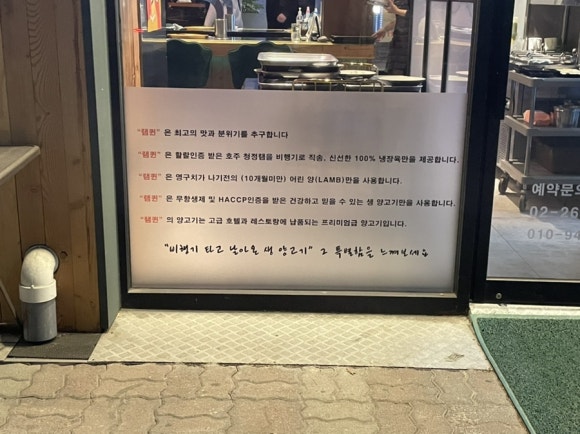 "램퀸" 은 최고의 맛과 분위기를 추구합니다
"램퀸" 은 할랄인증 받은 호주 청정램을 비행기로 직송, 신선한 100% 냉장육만을 제공합니다.
"램퀸" 은 영구치가 나기전의 (10개월미만) 어린 양(LAMB)만을 사용합니다.
"램퀸" 은 무항생제 및 HACCP인증을 받은 건강하고 믿을 수 있는 생 양고기만을 사용합니다.
"램퀸" 의 양고기는 고급 호텔과 레스토랑에 납품되는 프리미엄급 양고기입니다.
"비행기 타고 날아온 생 양고기" 그 특별함을 느껴보세요
예약문
02-26
010-94